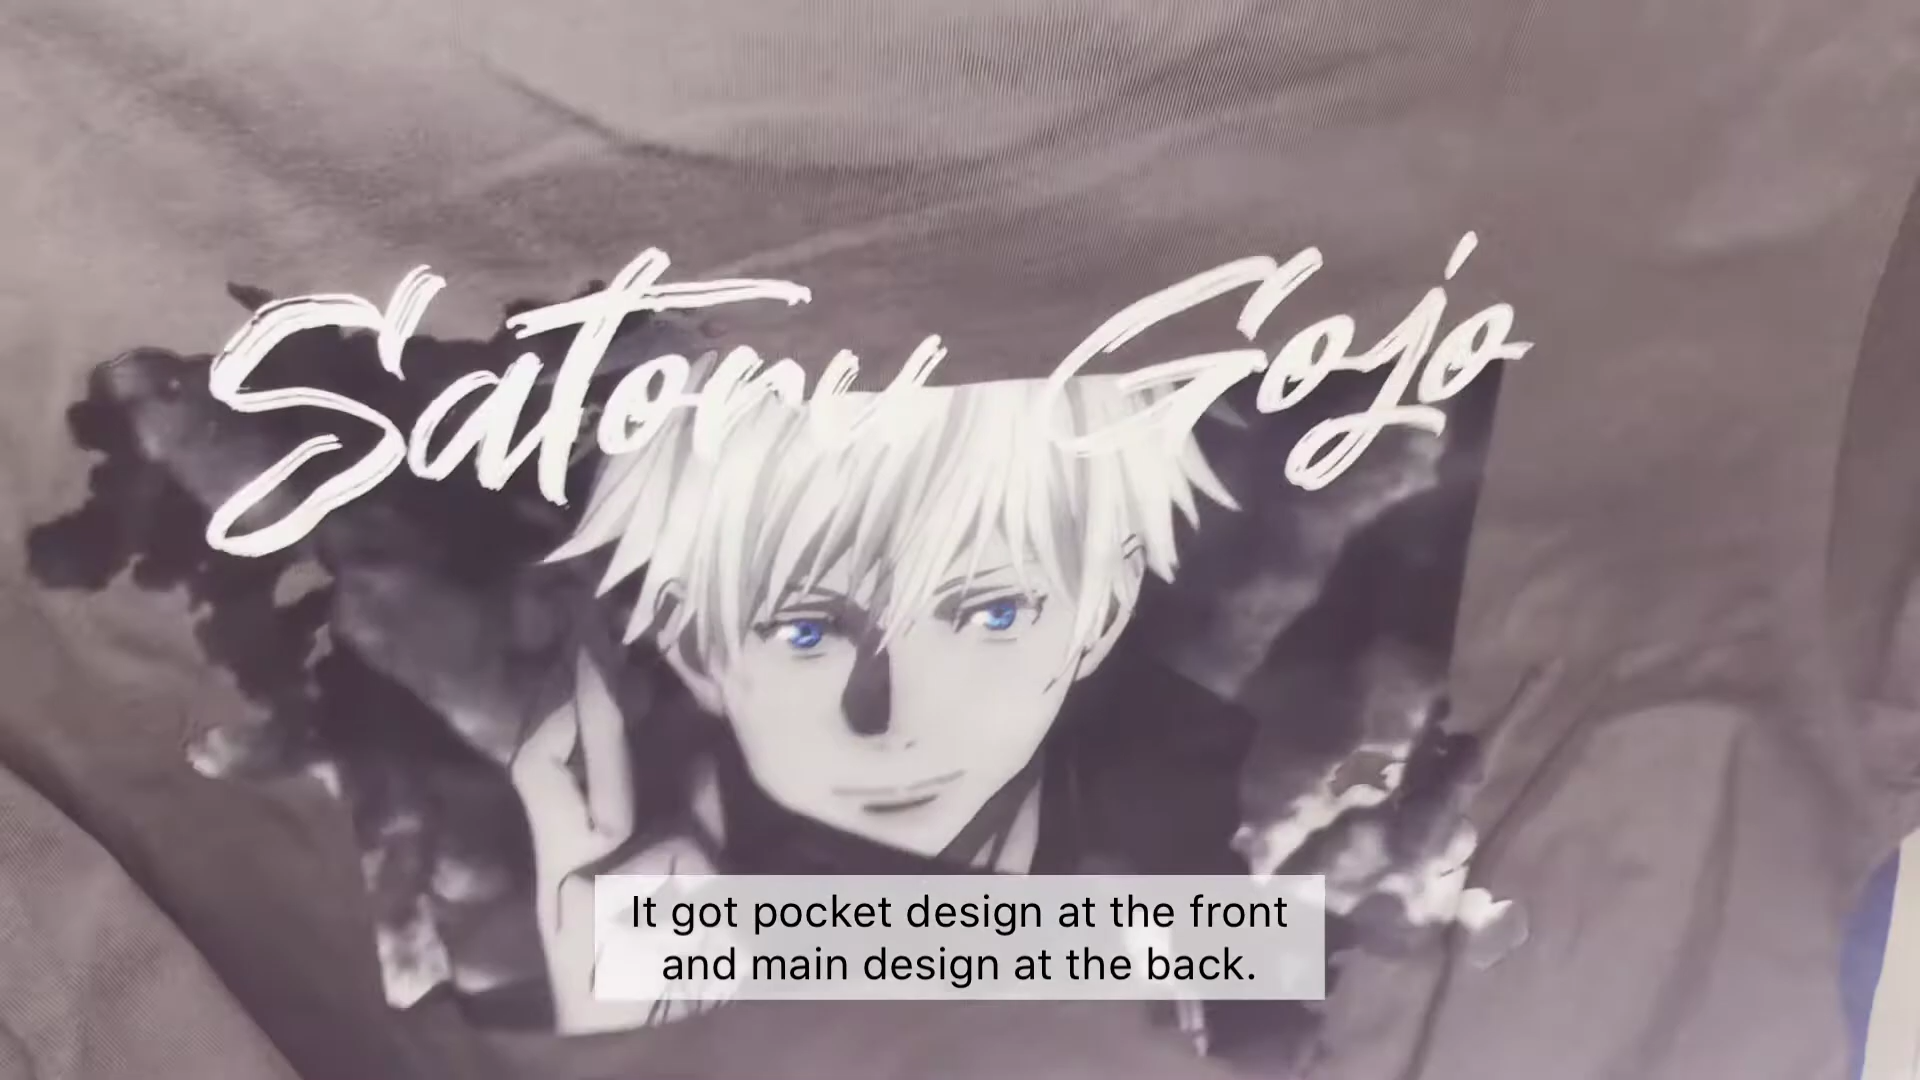 Satoru Gojo
It got pocket design at the front
and main design at the back.